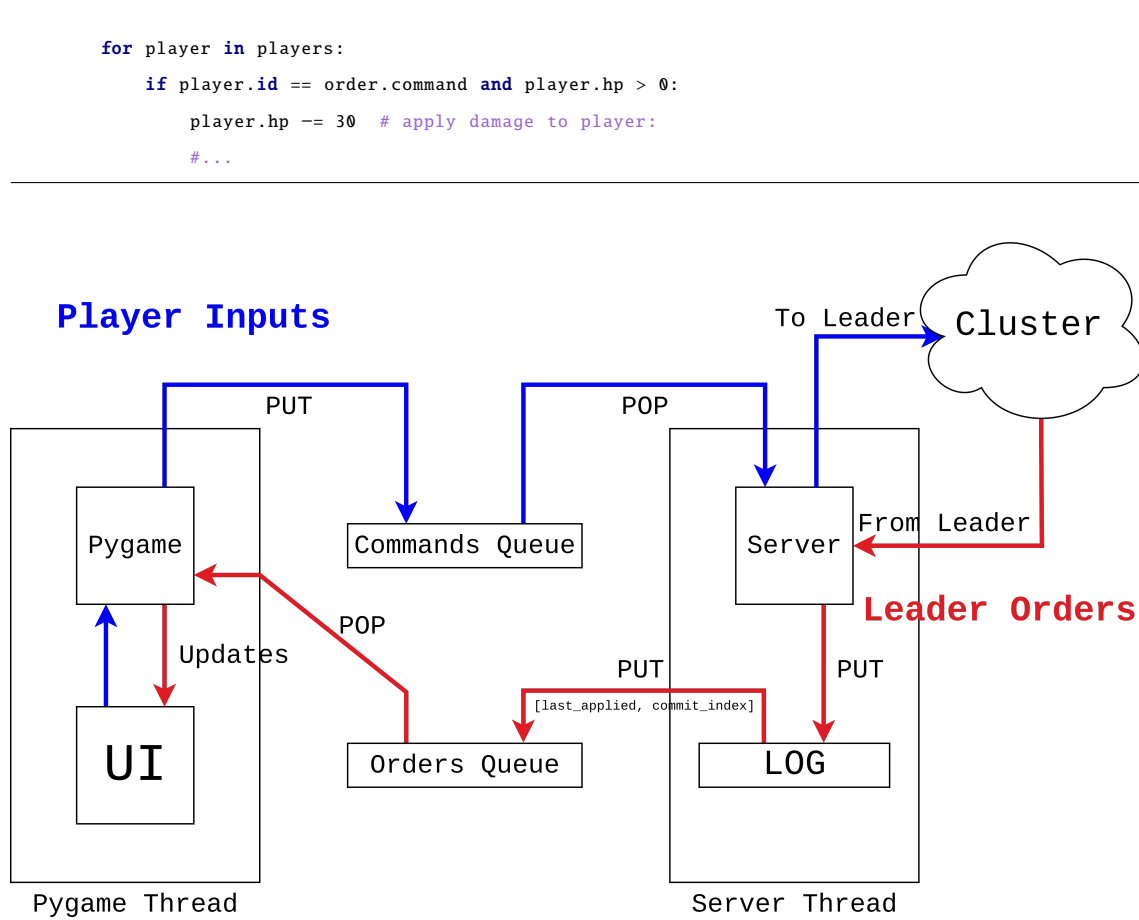 for player in players:
if player.id == order.command and player.hp > 0:
player.hp −= 30  # apply damage to player:
#...
Player Inputs
To Leader
Cluster
PUT
POP
Pygame
Commands Queue
Server
From Leader
Leader Orders
POP
Updates
PUT
PUT
[last_applied, commit_index]
UI
Orders Queue
LOG
Pygame Thread
Server Thread